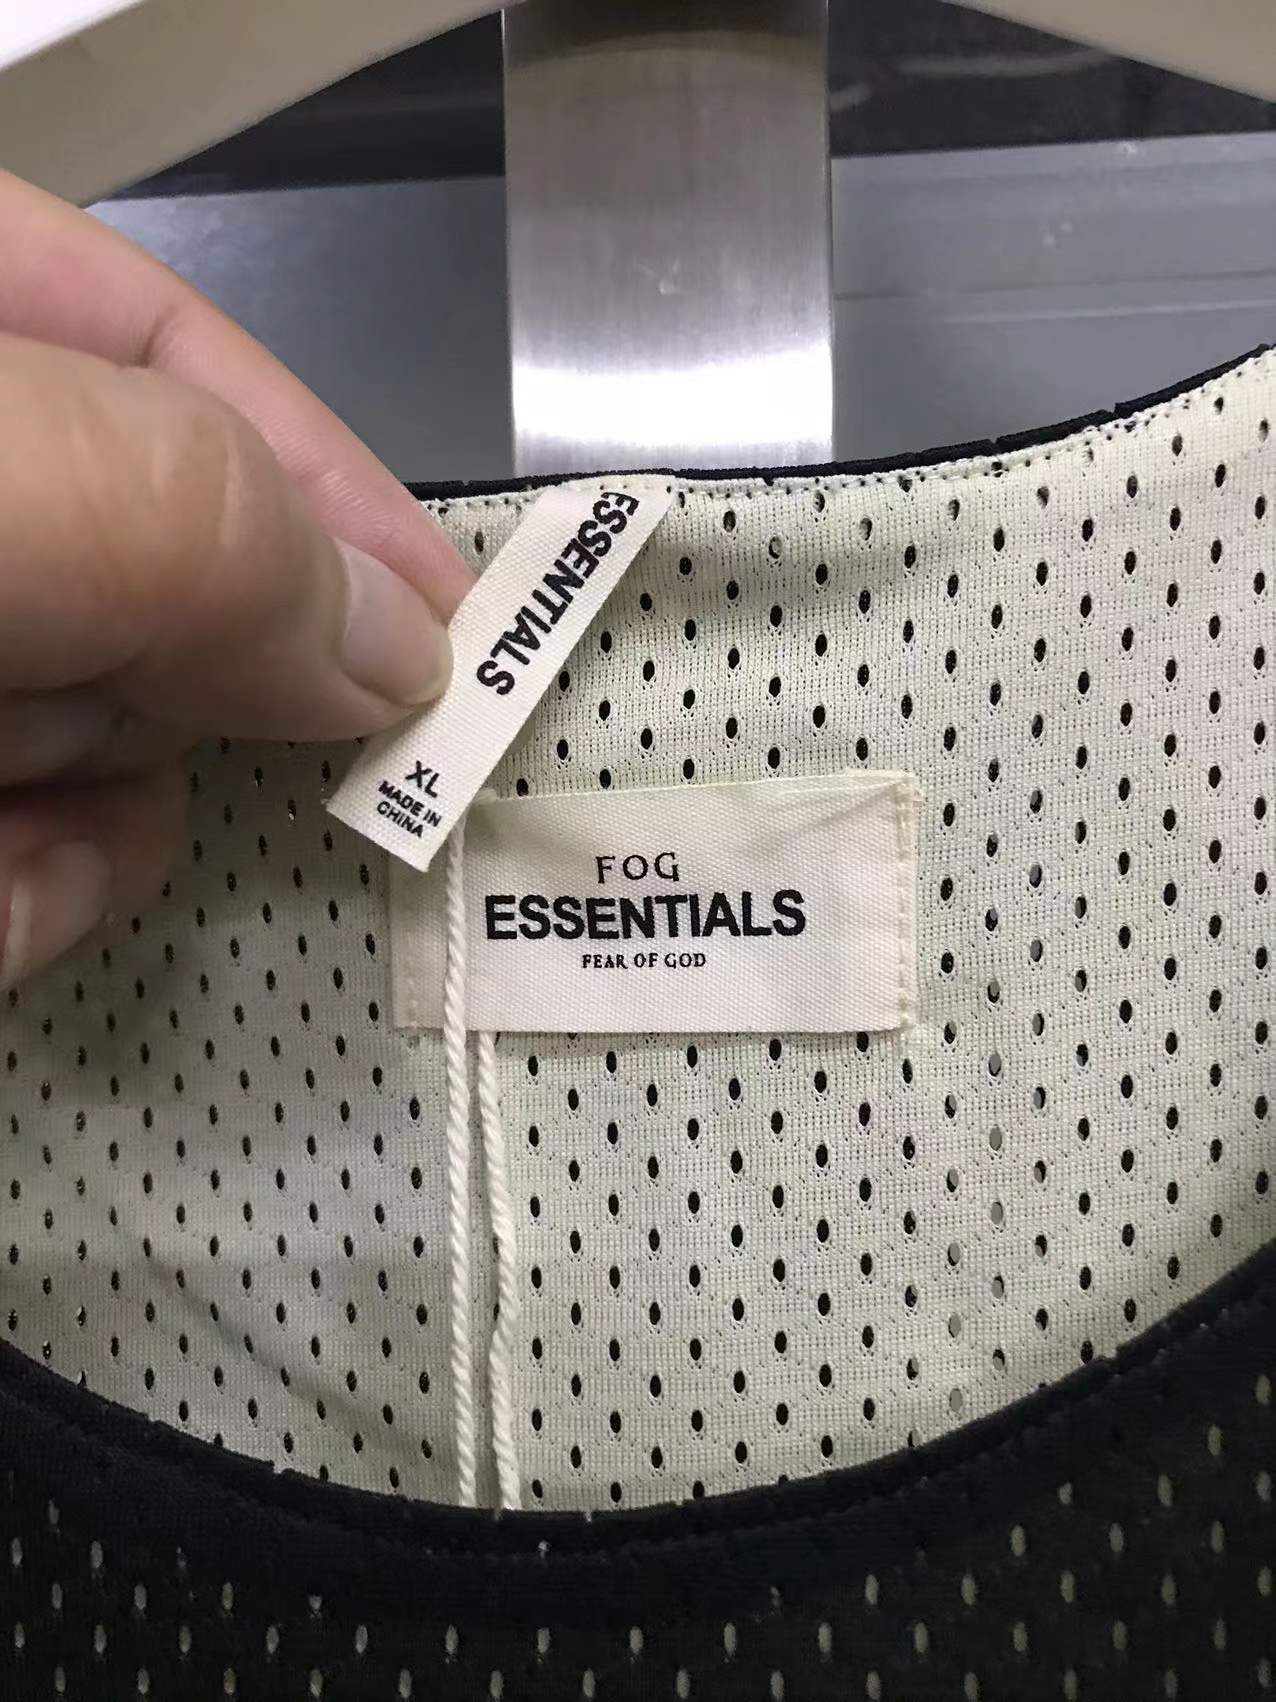 ESSENTIALS
XL
MADE IN
CHINA
FOG
ESSENTIALS
FEAR OF GOD